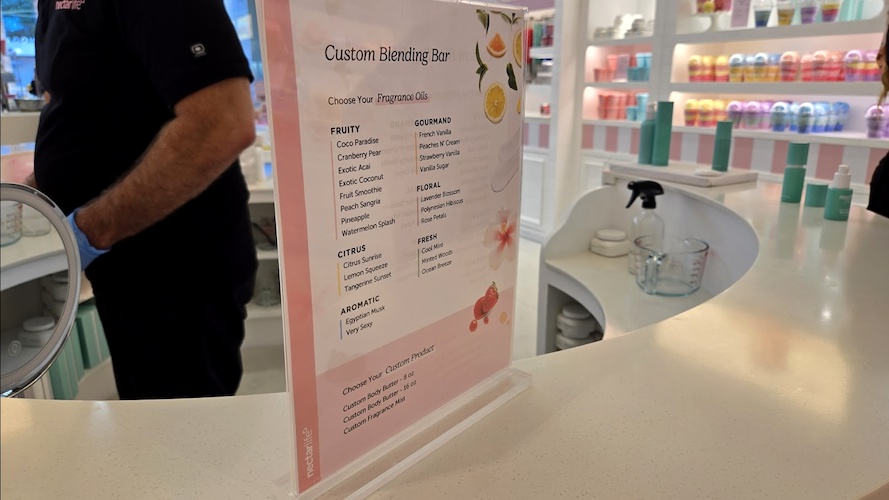 nectarlife
Custom Blending Bar
Choose Your Fragrance Oils
FRUITY
Coco Paradise
Cranberry Pear
Exotic Acai
Exotic Coconut
Fruit Smoothie
Peach Sangria
Pineapple
Watermelon Splash
CITRUS
Citrus Sunrise
Lemon Squeeze
Tangerine Sunset
AROMATIC
Egyptian Musk
Very Sexy
GOURMAND
French Vanilla
Peaches N' Cream
Strawberry Vanilla
Vanilla Sugar
FLORAL
Lavender Blossom
Polynesian Hibiscus
Rose Petals
FRESH
Cool Mint
Minted Woods
Ocean Breeze
Choose Your Custom Product
Custom Body Butter - 8 oz
Custom Body Butter - 16 oz
Custom Fragrance Mist
nectarlife